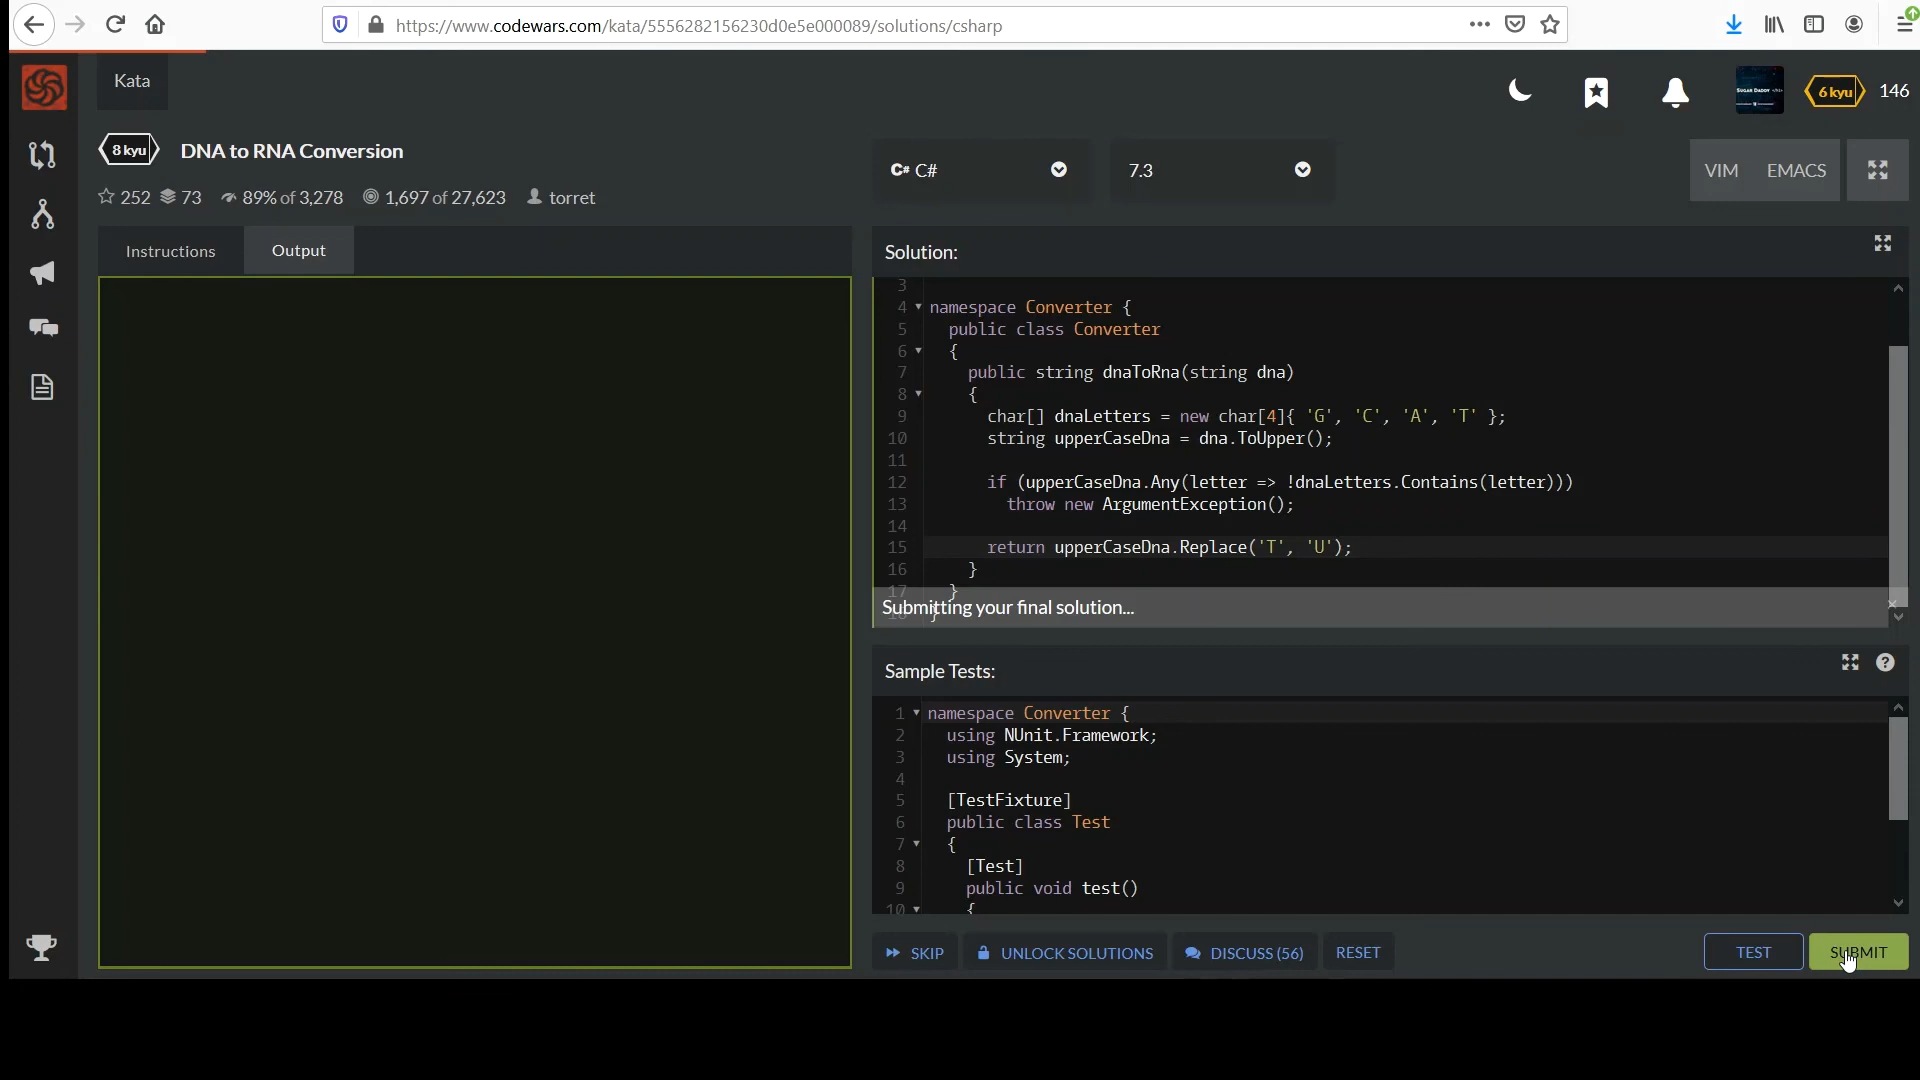 https://www.codewars.com/kata/5556282156230d0e5e000089/solutions/csharp
Kata
6 kyu 146
8 kyu DNA to RNA Conversion
252 73 89% of 3,278 1,697 of 27,623 torret
C# C#
7.3
VIM EMACS
Instructions Output
Solution:
3
4 namespace Converter {
5 public class Converter
6 {
7 public string dnaToRna(string dna)
8 {
9 char[] dnaLetters = new char[4]{ 'G', 'C', 'A', 'T' };
10 string upperCaseDna = dna.ToUpper();
11
12 if (upperCaseDna.Any(letter => !dnaLetters.Contains(letter)))
13 throw new ArgumentException();
14
15 return upperCaseDna.Replace('T', 'U');
16 }
17 }
18 }
Submitting your final solution...
Sample Tests:
1 namespace Converter {
2 using NUnit.Framework;
3 using System;
4
5 [TestFixture]
6 public class Test
7 {
8 [Test]
9 public void test()
10 {
SKIP UNLOCK SOLUTIONS DISCUSS (56) RESET TEST SUBMIT